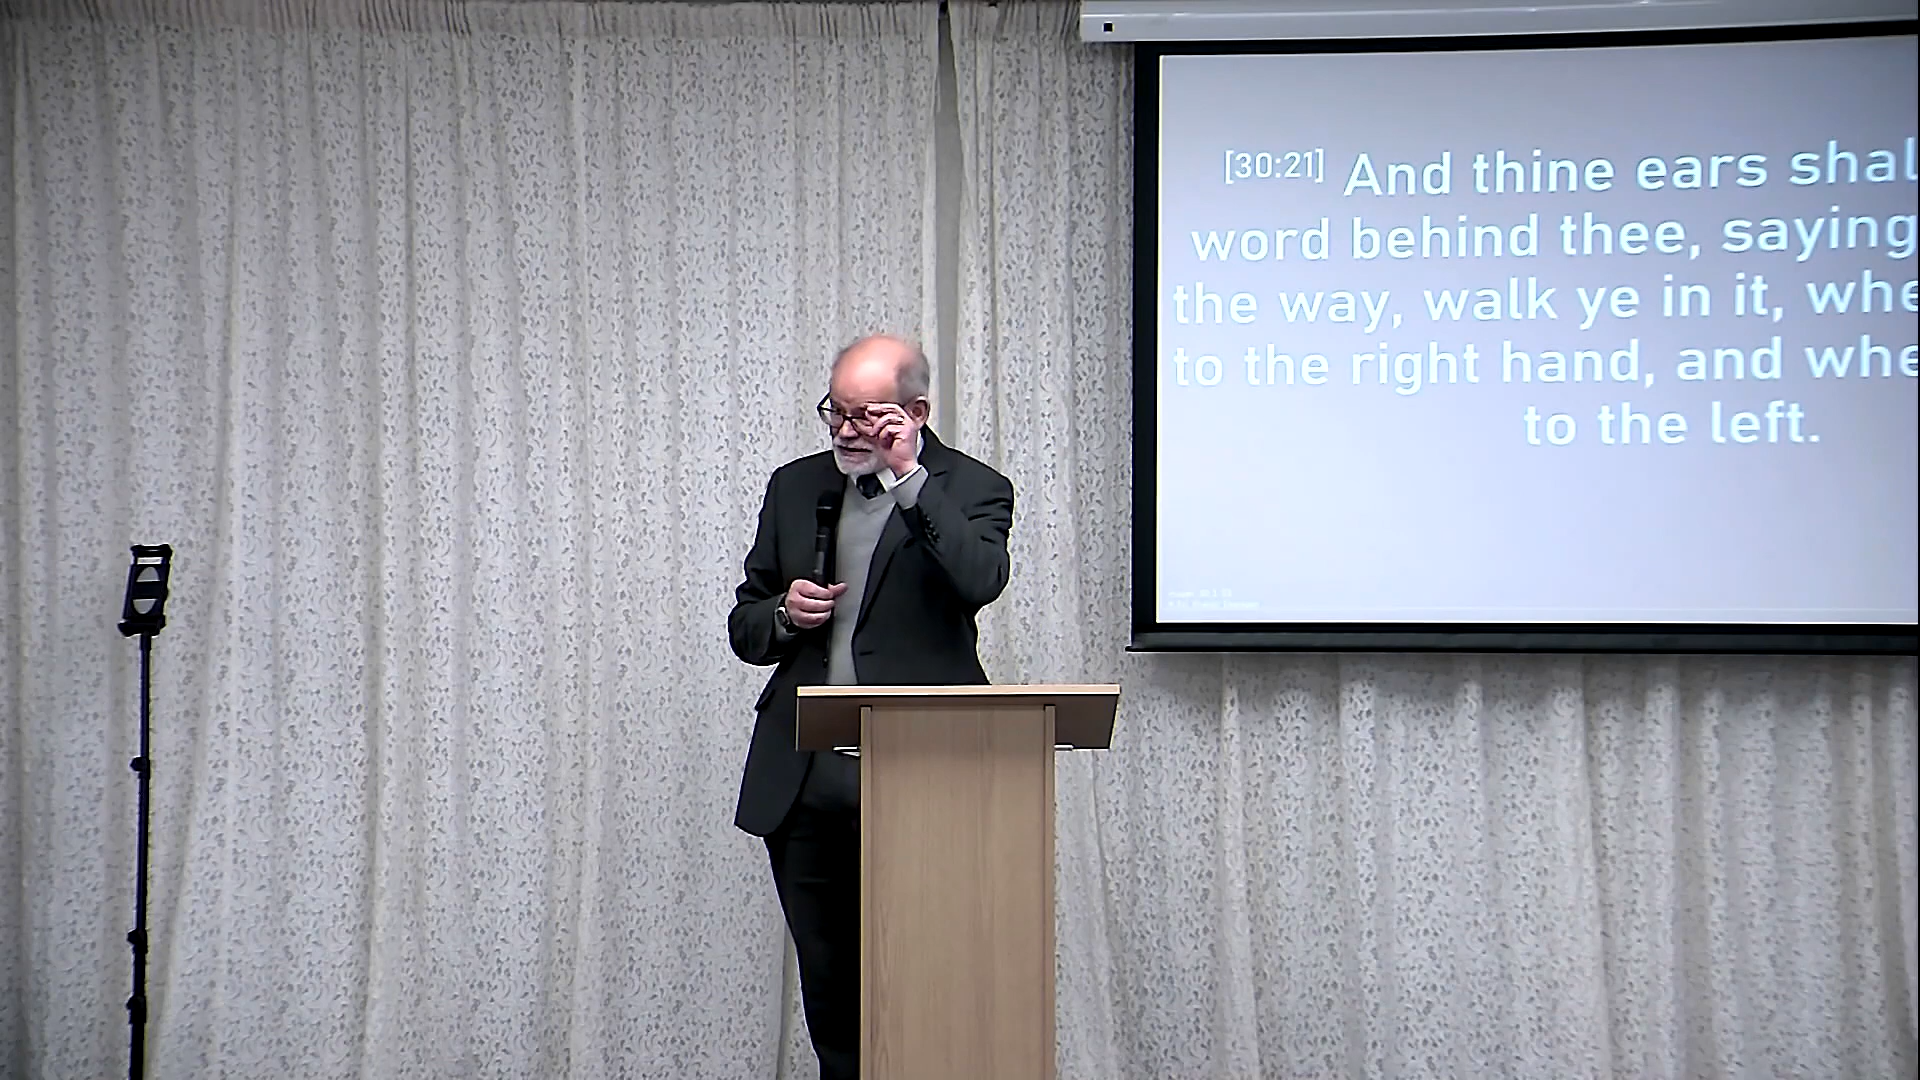 [30:21] And thine ears shal
word behind thee, saying
the way, walk ye in it, whe
to the right hand, and whe
to the left.